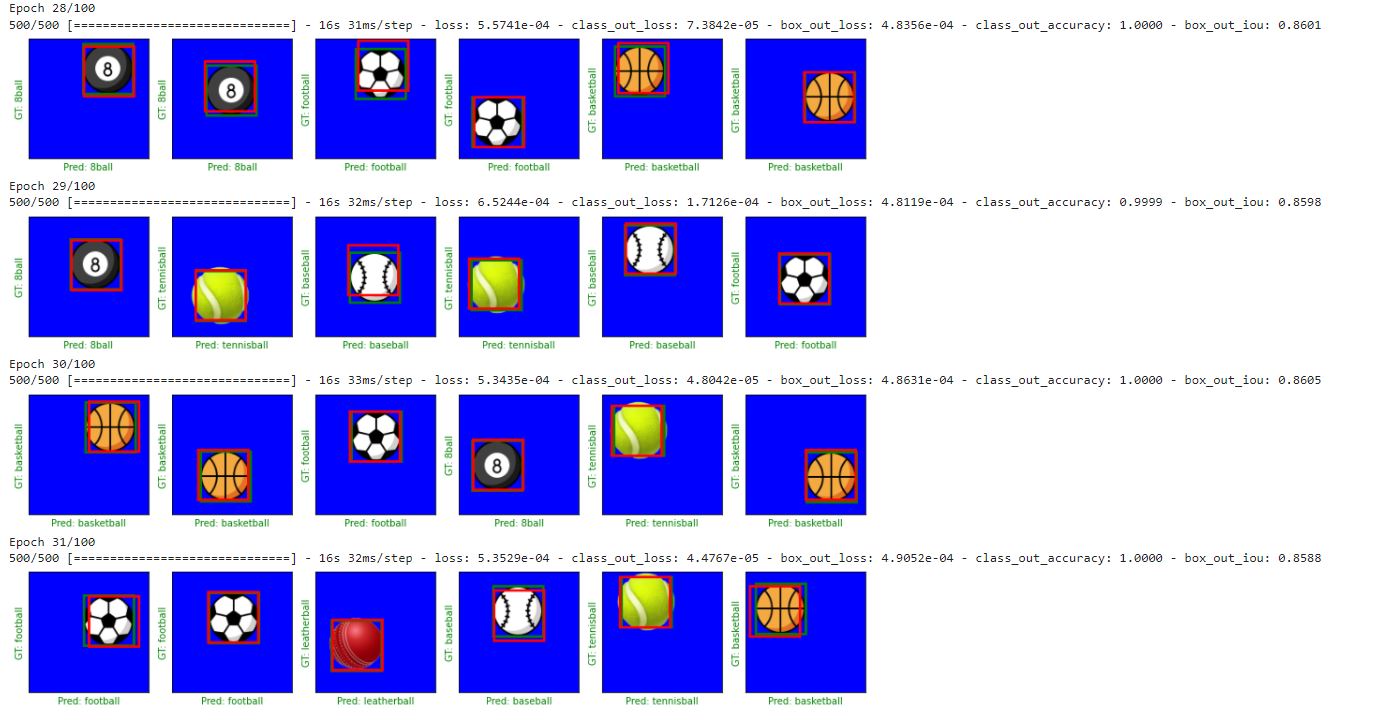 Epoch 28/100
500/500 [==============================] - 16s 31ms/step - loss: 5.5741e-04 - class_out_loss: 7.3842e-05 - box_out_loss: 4.8356e-04 - class_out_accuracy: 1.0000 - box_out_iou: 0.8601
GT: 8ball GT: 8ball GT: football GT: football GT: basketball GT: basketball
8 8
Pred: 8ball Pred: 8ball Pred: football Pred: football Pred: basketball Pred: basketball
Epoch 29/100
500/500 [==============================] - 16s 32ms/step - loss: 6.5244e-04 - class_out_loss: 1.7126e-04 - box_out_loss: 4.8119e-04 - class_out_accuracy: 0.9999 - box_out_iou: 0.8598
GT: 8ball GT: tennisball GT: baseball GT: tennisball GT: baseball GT: football
8
Pred: 8ball Pred: tennisball Pred: baseball Pred: tennisball Pred: baseball Pred: football
Epoch 30/100
500/500 [==============================] - 16s 33ms/step - loss: 5.3435e-04 - class_out_loss: 4.8042e-05 - box_out_loss: 4.8631e-04 - class_out_accuracy: 1.0000 - box_out_iou: 0.8605
GT: basketball GT: basketball GT: football GT: 8ball GT: tennisball GT: basketball
8
Pred: basketball Pred: basketball Pred: football Pred: 8ball Pred: tennisball Pred: basketball
Epoch 31/100
500/500 [==============================] - 16s 32ms/step - loss: 5.3529e-04 - class_out_loss: 4.4767e-05 - box_out_loss: 4.9052e-04 - class_out_accuracy: 1.0000 - box_out_iou: 0.8588
GT: football GT: football GT: leatherball GT: baseball GT: tennisball GT: basketball
Pred: football Pred: football Pred: leatherball Pred: baseball Pred: tennisball Pred: basketball